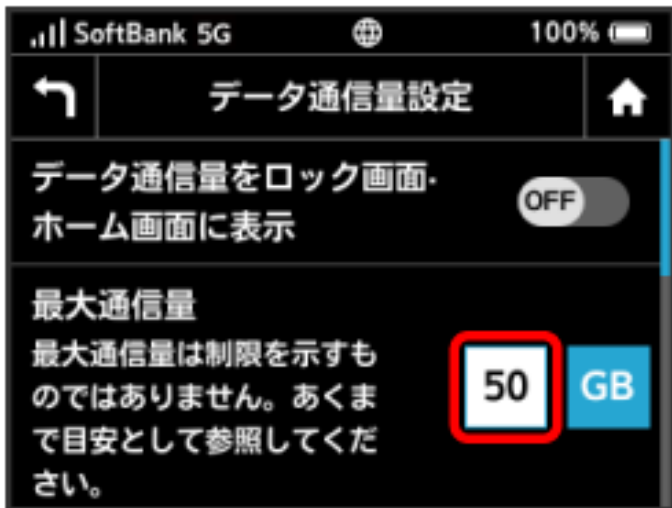 SoftBank 5G 100%
データ通信量設定
データ通信量をロック画面・
ホーム画面に表示
OFF
最大通信量
最大通信量は制限を示すも
のではありません。あくま
で目安として参照してくだ
さい。
50 GB